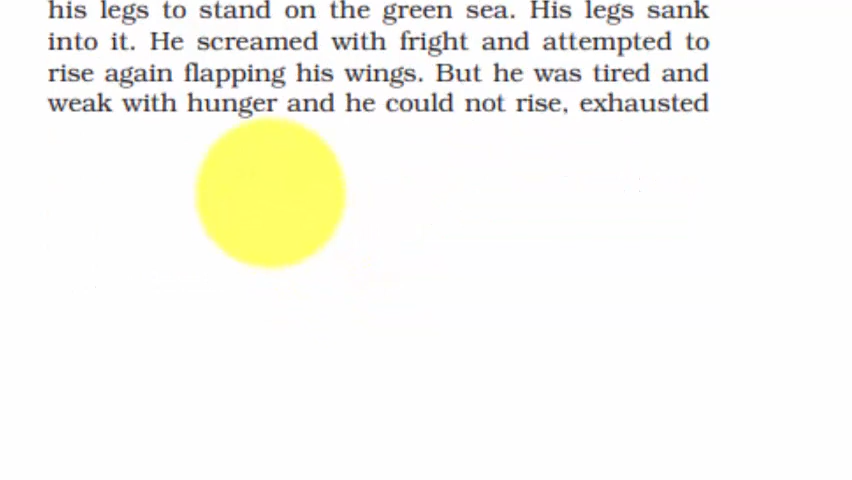 his legs to stand on the green sea. His legs sank
into it. He screamed with fright and attempted to
rise again flapping his wings. But he was tired and
weak with hunger and he could not rise, exhausted